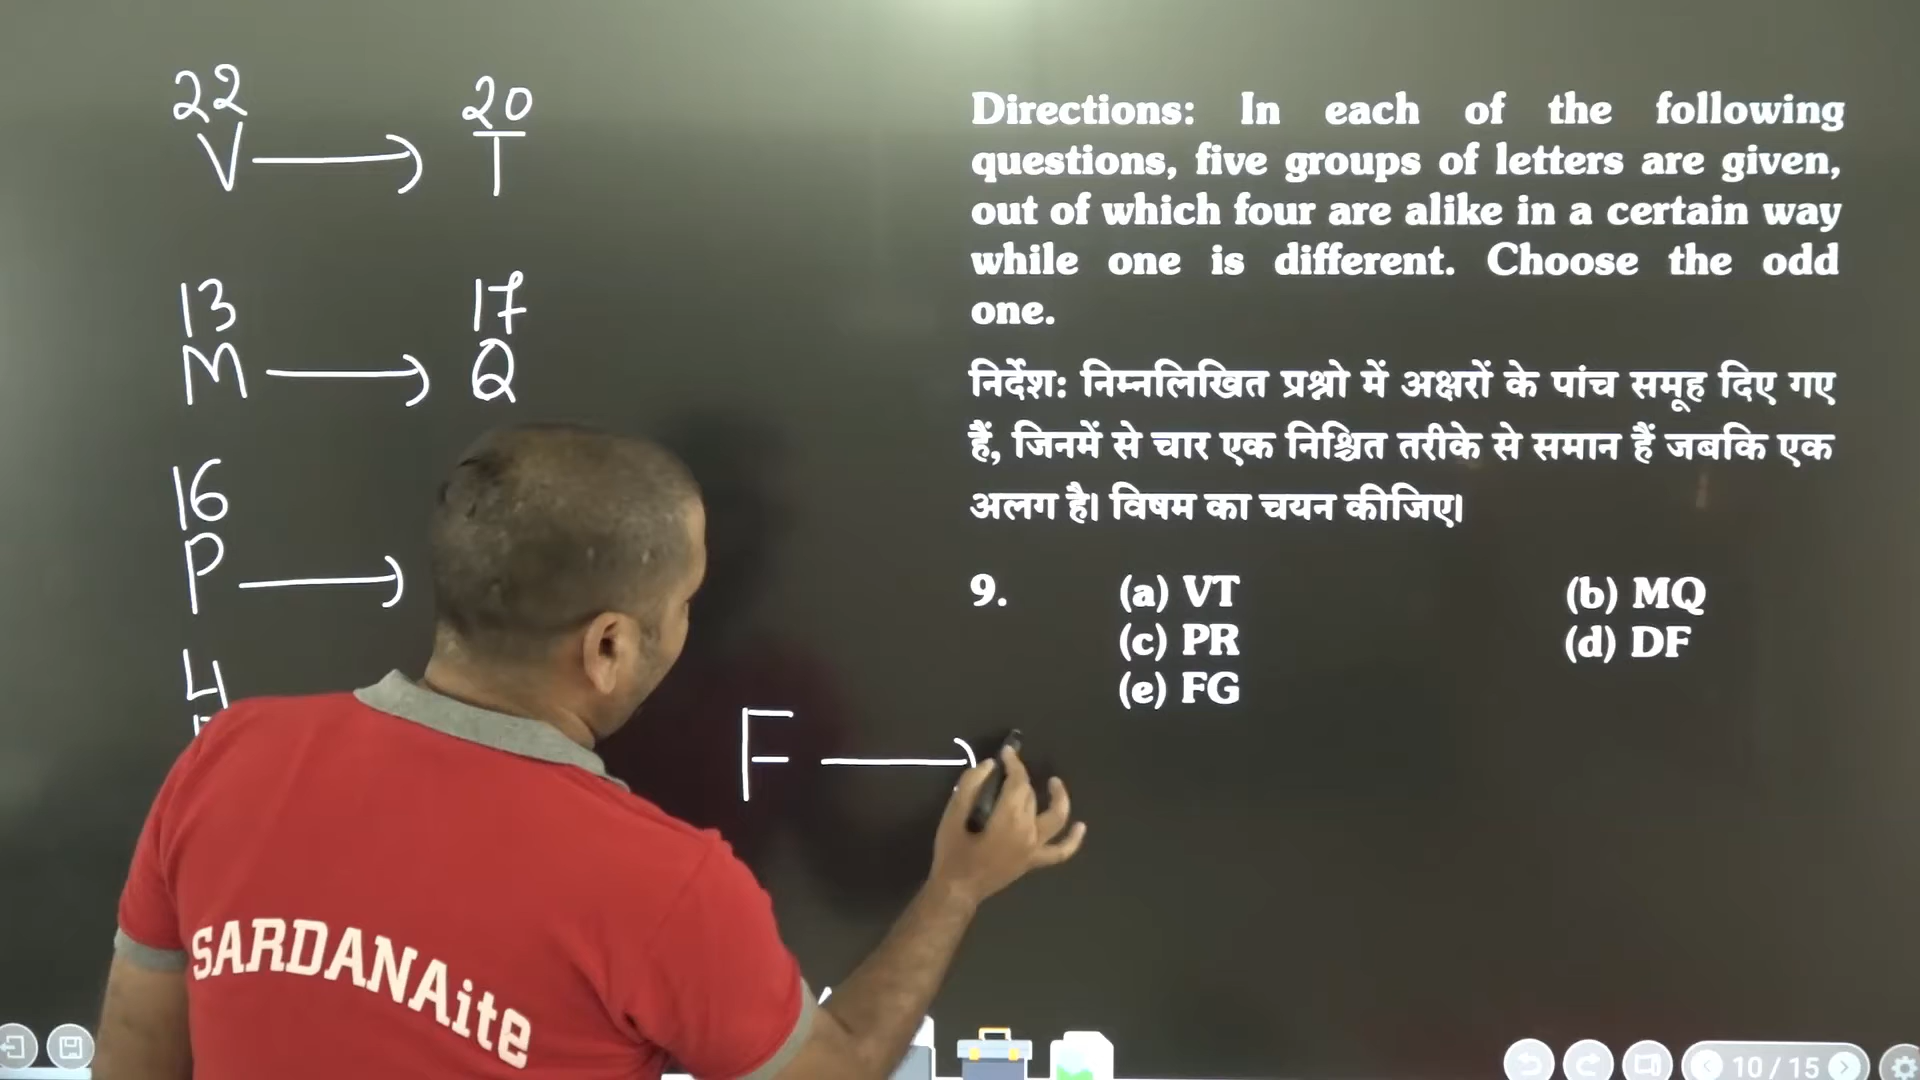 22
20
V → T
13
17
M → Q
16
P →
4
F →
Directions: In each of the following
questions, five groups of letters are given,
out of which four are alike in a certain way
while one is different. Choose the odd
one.
निर्देश: निम्नलिखित प्रश्नो में अक्षरों के पांच समूह दिए गए
हैं, जिनमें से चार एक निश्चित तरीके से समान हैं जबकि एक
अलग है। विषम का चयन कीजिए।
9. (a) VT (b) MQ
(c) PR (d) DF
(e) FG
SARDANAite
10 / 15